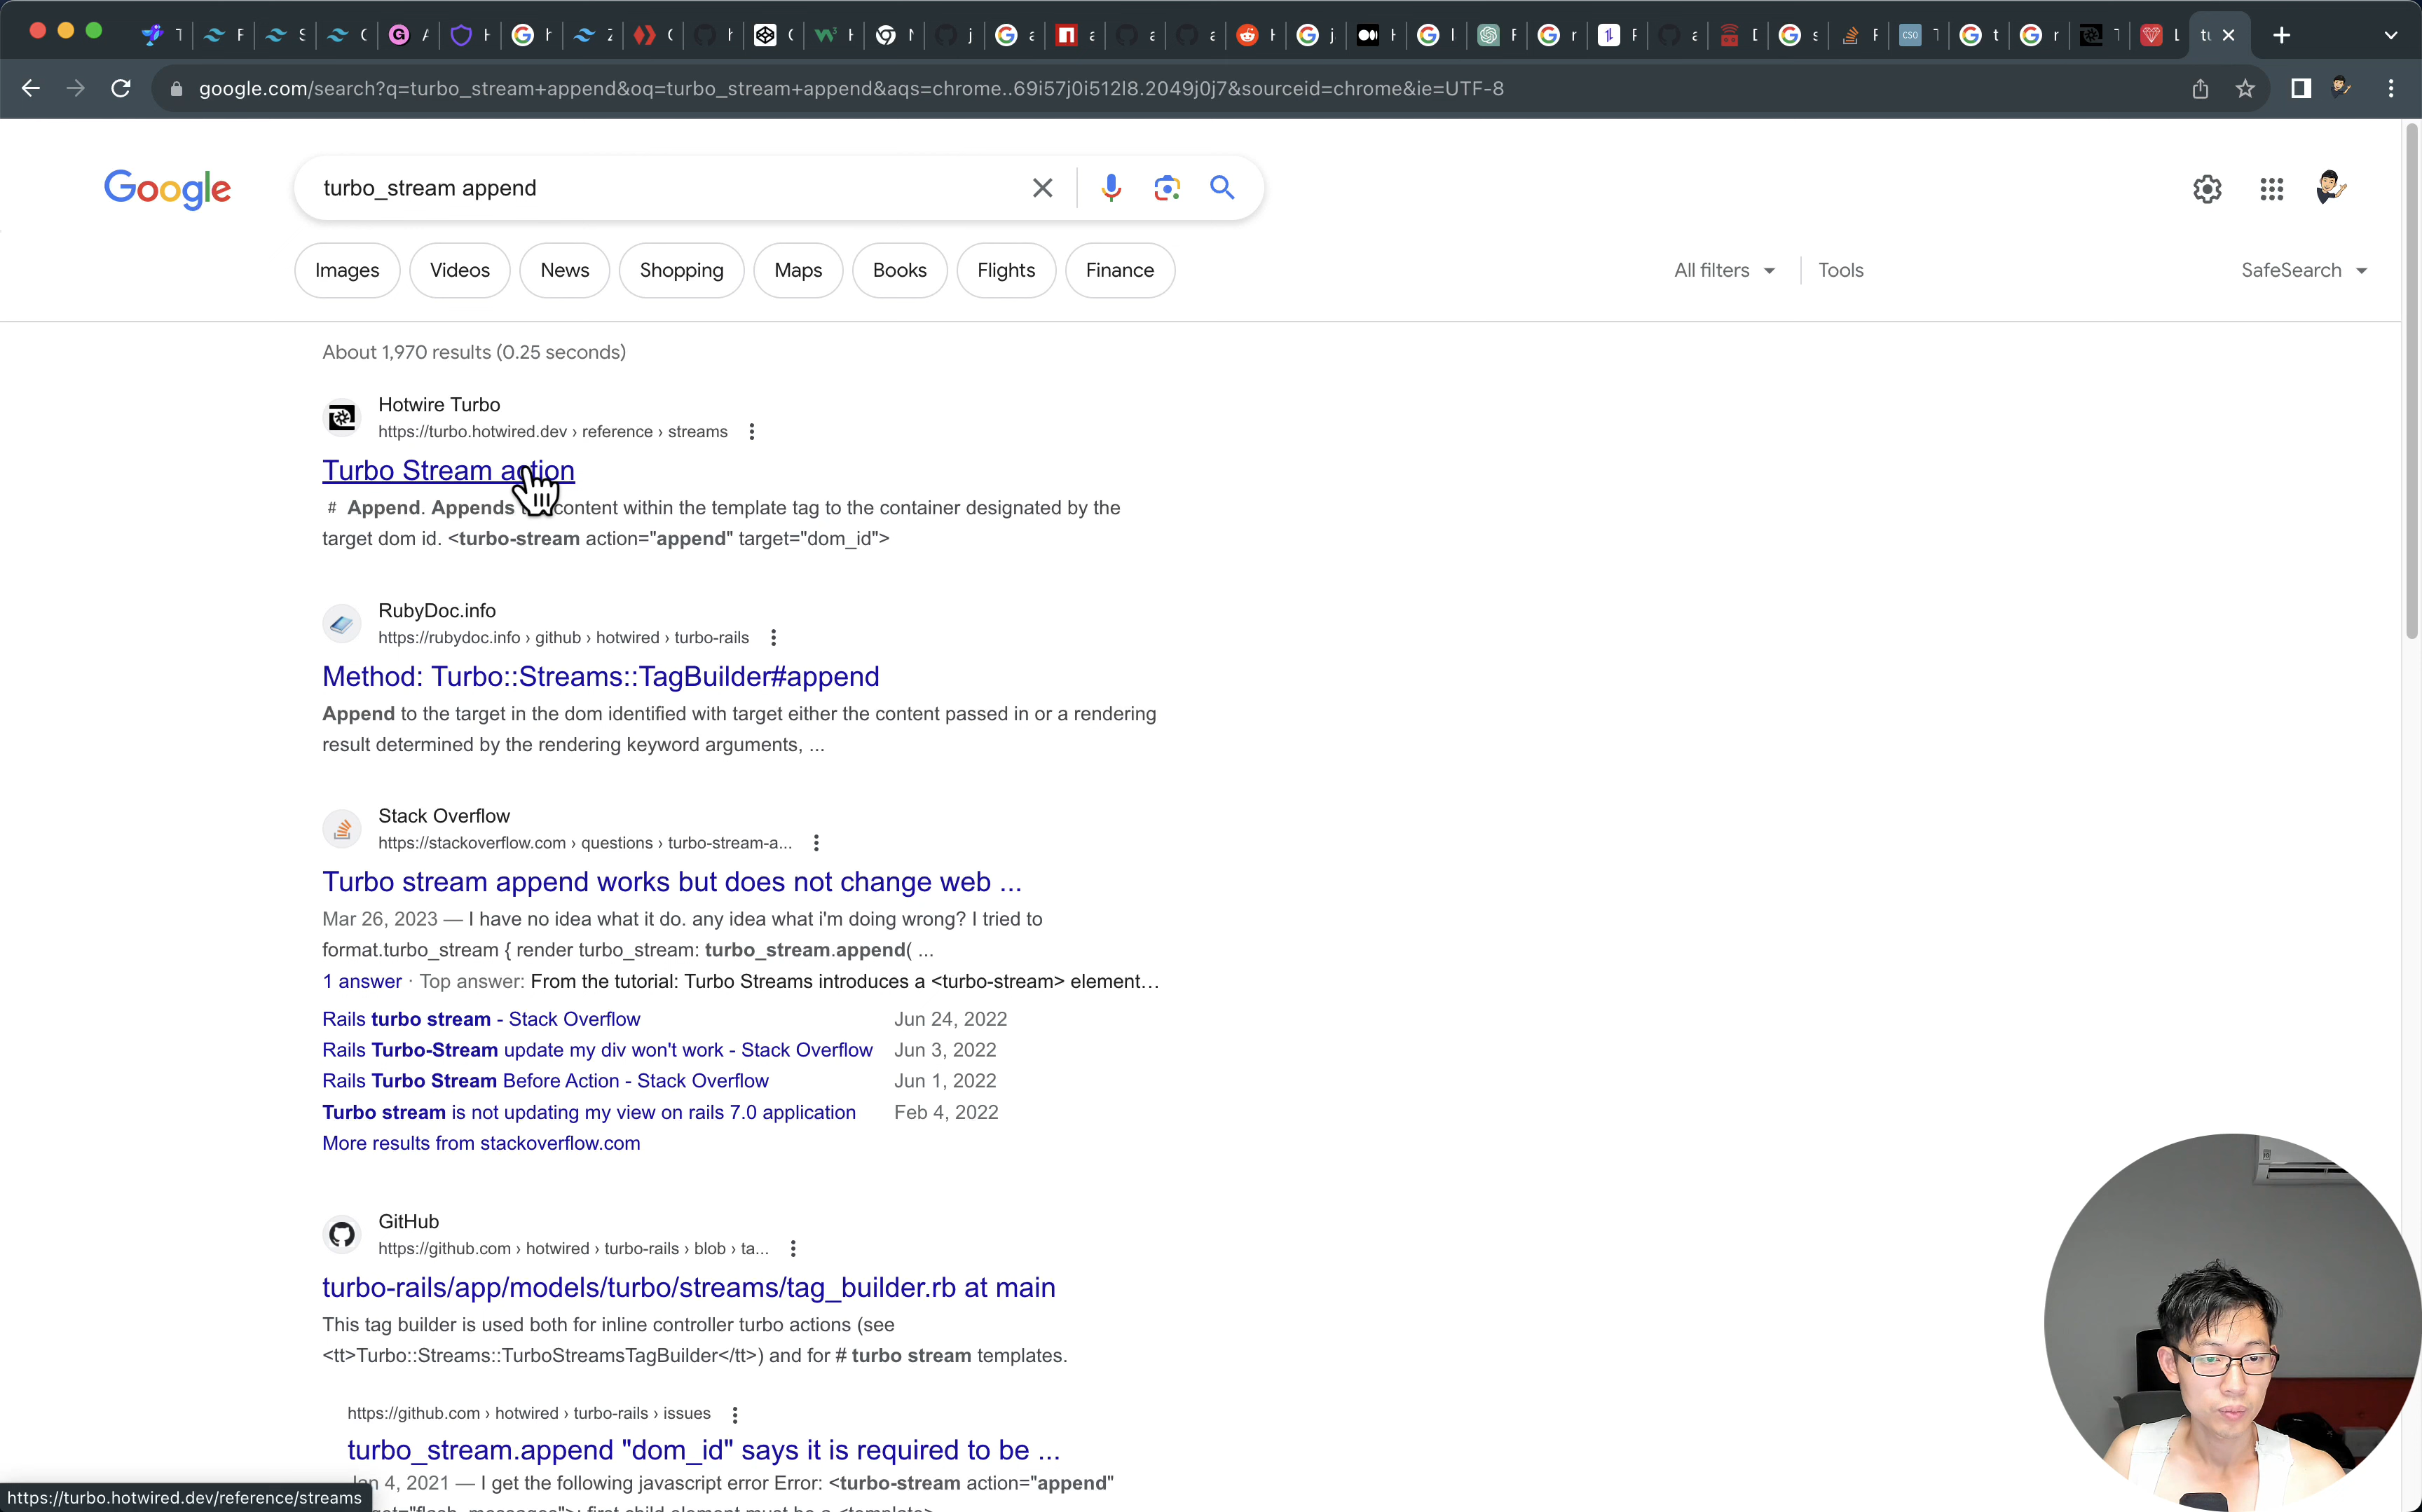 google.com/search?q=turbo_stream+append&oq=turbo_stream+append&aqs=chrome..69i57j0i512l8.2049j0j7&sourceid=chrome&ie=UTF-8
Google
turbo_stream append
Images Videos News Shopping Maps Books Flights Finance All filters Tools SafeSearch
About 1,970 results (0.25 seconds)
Hotwire Turbo
https://turbo.hotwired.dev › reference › streams
Turbo Stream action
# Append. Appends content within the template tag to the container designated by the
target dom id. <turbo-stream action="append" target="dom_id">
RubyDoc.info
https://rubydoc.info › github › hotwired › turbo-rails
Method: Turbo::Streams::TagBuilder#append
Append to the target in the dom identified with target either the content passed in or a rendering
result determined by the rendering keyword arguments, ...
Stack Overflow
https://stackoverflow.com › questions › turbo-stream-a...
Turbo stream append works but does not change web ...
Mar 26, 2023 — I have no idea what it do. any idea what i'm doing wrong? I tried to
format.turbo_stream { render turbo_stream: turbo_stream.append( ...
1 answer · Top answer: From the tutorial: Turbo Streams introduces a <turbo-stream> element…
Rails turbo stream - Stack Overflow Jun 24, 2022
Rails Turbo-Stream update my div won't work - Stack Overflow Jun 3, 2022
Rails Turbo Stream Before Action - Stack Overflow Jun 1, 2022
Turbo stream is not updating my view on rails 7.0 application Feb 4, 2022
More results from stackoverflow.com
GitHub
https://github.com › hotwired › turbo-rails › blob › ta...
turbo-rails/app/models/turbo/streams/tag_builder.rb at main
This tag builder is used both for inline controller turbo actions (see
<tt>Turbo::Streams::TurboStreamsTagBuilder</tt>) and for # turbo stream templates.
https://github.com › hotwired › turbo-rails › issues
turbo_stream.append "dom_id" says it is required to be ...
4, 2021 — I get the following javascript error Error: <turbo-stream action="append"
https://turbo.hotwired.dev/reference/streams